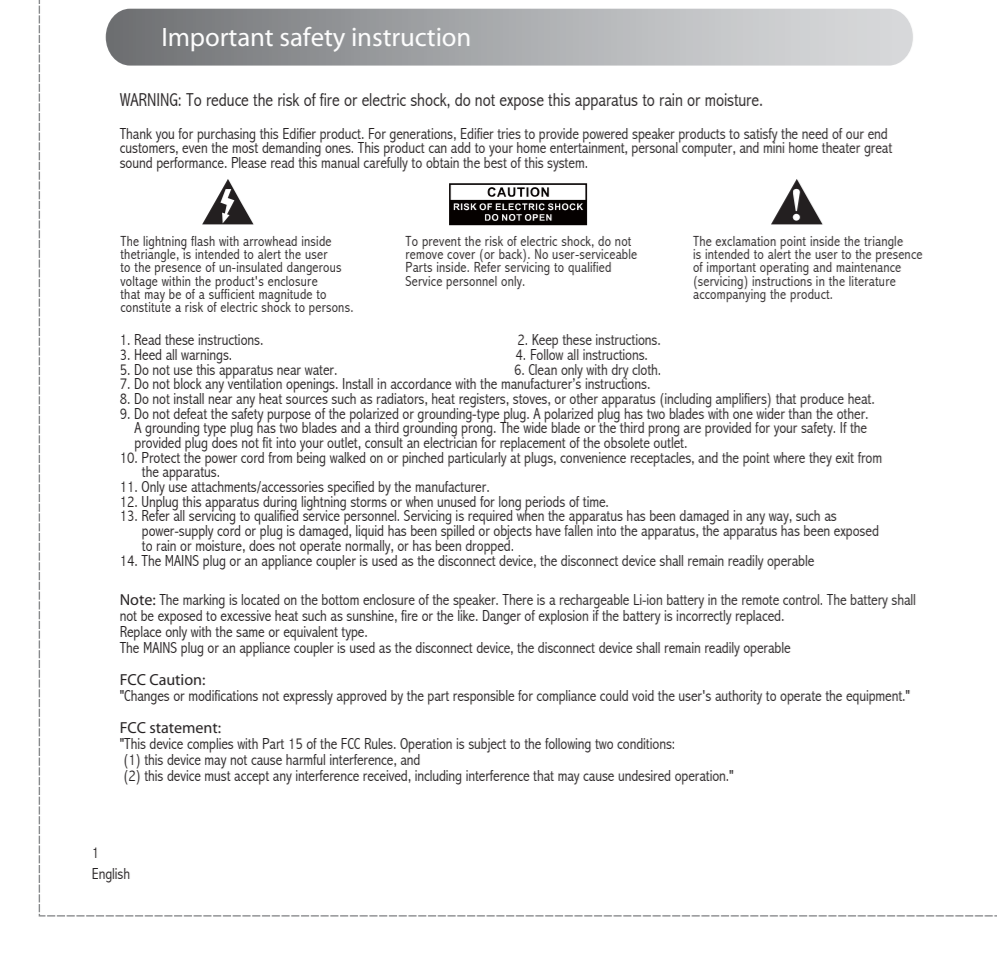 Important safety instruction
WARNING: To reduce the risk of fire or electric shock, do not expose this apparatus to rain or moisture.
Thank you for purchasing this Edifier product. For generations, Edifier tries to provide powered speaker products to satisfy the need of our end
customers, even the most demanding ones. This product can add to your home entertainment, personal computer, and mini home theater great
sound performance. Please read this manual carefully to obtain the best of this system.
The lightning flash with arrowhead inside
thetriangle, is intended to alert the user
to the presence of un-insulated dangerous
voltage within the product's enclosure
that may be of a sufficient magnitude to
constitute a risk of electric shock to persons.
CAUTION
RISK OF ELECTRIC SHOCK
DO NOT OPEN
To prevent the risk of electric shock, do not
remove cover (or back). No user-serviceable
Parts inside. Refer servicing to qualified
Service personnel only.
The exclamation point inside the triangle
is intended to alert the user to the presence
of important operating and maintenance
(servicing) instructions in the literature
accompanying the product.
1. Read these instructions.
2. Keep these instructions.
3. Heed all warnings.
4. Follow all instructions.
5. Do not use this apparatus near water.
6. Clean only with dry cloth.
7. Do not block any ventilation openings. Install in accordance with the manufacturer's instructions.
8. Do not install near any heat sources such as radiators, heat registers, stoves, or other apparatus (including amplifiers) that produce heat.
9. Do not defeat the safety purpose of the polarized or grounding-type plug. A polarized plug has two blades with one wider than the other.
A grounding type plug has two blades and a third grounding prong. The wide blade or the third prong are provided for your safety. If the
provided plug does not fit into your outlet, consult an electrician for replacement of the obsolete outlet.
10. Protect the power cord from being walked on or pinched particularly at plugs, convenience receptacles, and the point where they exit from
the apparatus.
11. Only use attachments/accessories specified by the manufacturer.
12. Unplug this apparatus during lightning storms or when unused for long periods of time.
13. Refer all servicing to qualified service personnel. Servicing is required when the apparatus has been damaged in any way, such as
power-supply cord or plug is damaged, liquid has been spilled or objects have fallen into the apparatus, the apparatus has been exposed
to rain or moisture, does not operate normally, or has been dropped.
14. The MAINS plug or an appliance coupler is used as the disconnect device, the disconnect device shall remain readily operable
Note: The marking is located on the bottom enclosure of the speaker. There is a rechargeable Li-ion battery in the remote control. The battery shall
not be exposed to excessive heat such as sunshine, fire or the like. Danger of explosion if the battery is incorrectly replaced.
Replace only with the same or equivalent type.
The MAINS plug or an appliance coupler is used as the disconnect device, the disconnect device shall remain readily operable
FCC Caution:
"Changes or modifications not expressly approved by the part responsible for compliance could void the user's authority to operate the equipment."
FCC statement:
"This device complies with Part 15 of the FCC Rules. Operation is subject to the following two conditions:
(1) this device may not cause harmful interference, and
(2) this device must accept any interference received, including interference that may cause undesired operation."
1
English